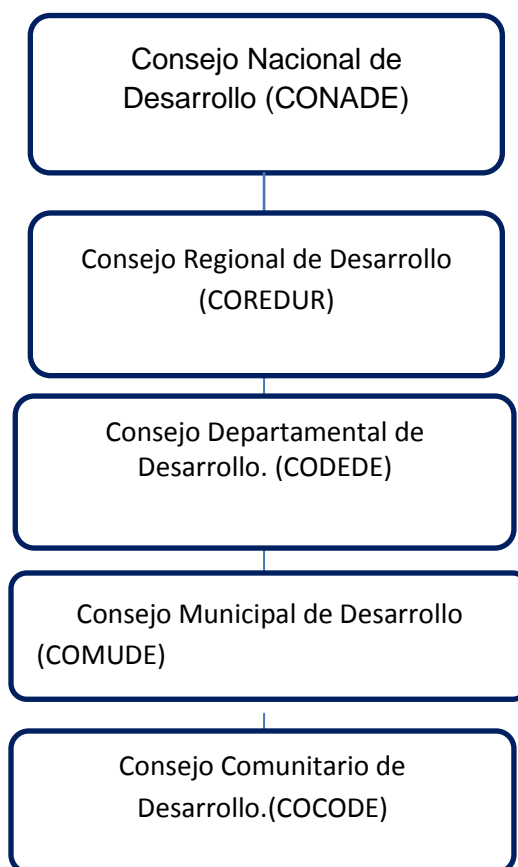 Consejo Nacional de
Desarrollo (CONADE)
Consejo Regional de Desarrollo
(COREDUR)
Consejo Departamental de
Desarrollo. (CODEDE)
Consejo Municipal de Desarrollo
(COMUDE)
Consejo Comunitario de
Desarrollo.(COCODE)